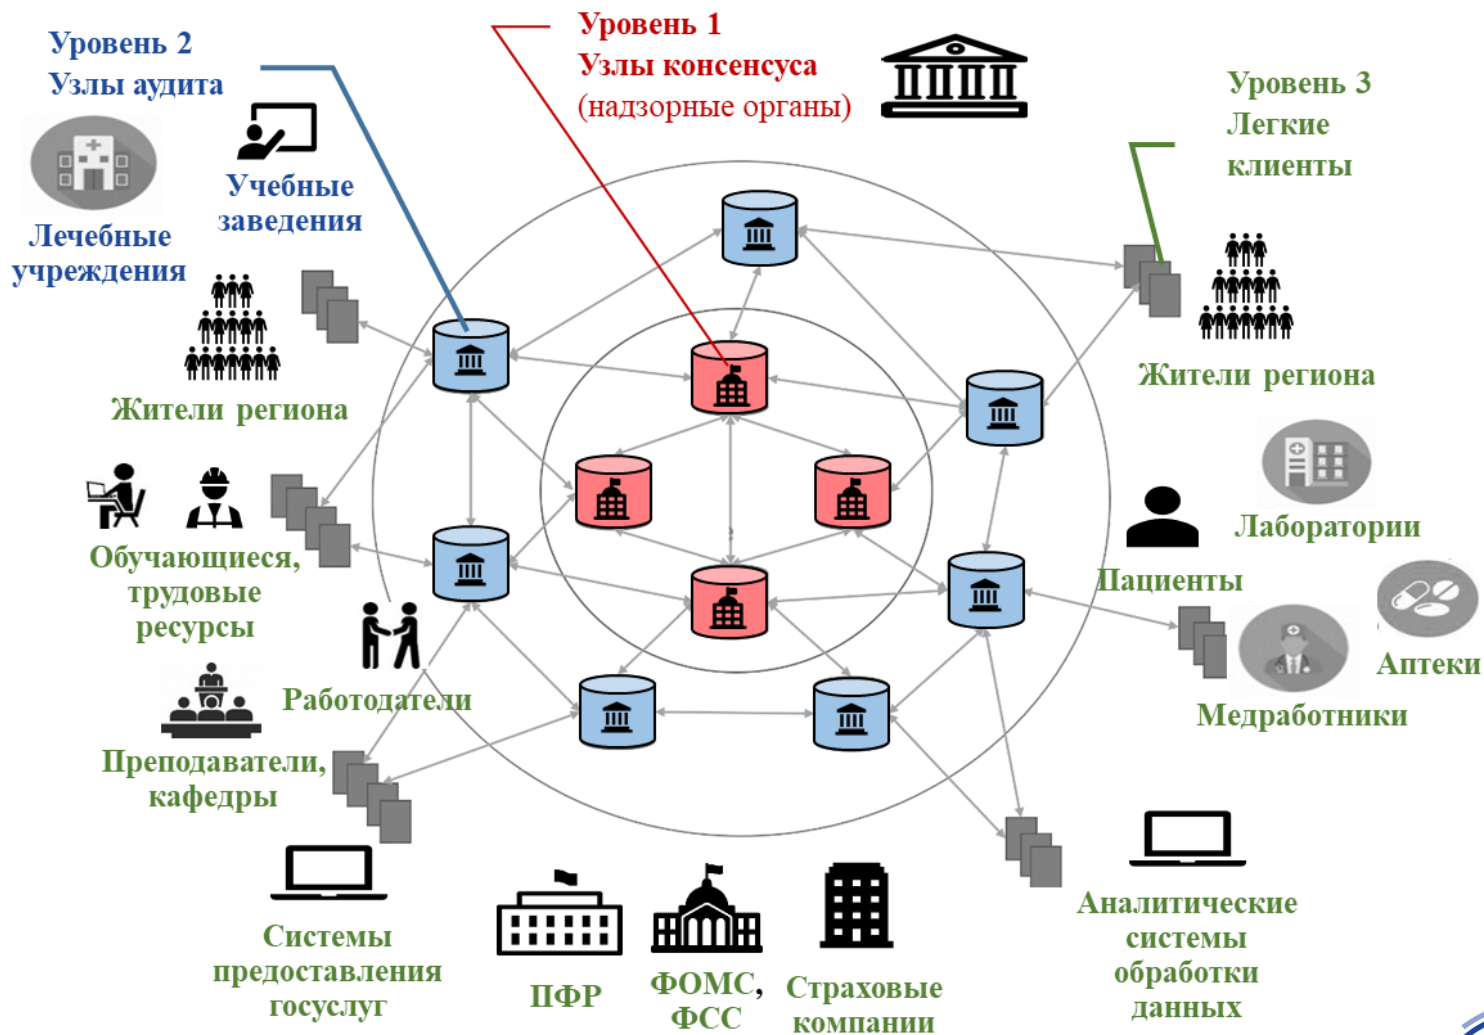 Уровень 2
Узлы аудита
Уровень 1
Узлы консенсуса
(надзорные органы)
Уровень 3
Легкие
клиенты
Учебные
заведения
Лечебные
учреждения
Жители региона
Жители региона
Лаборатории
Пациенты
Аптеки
Медработники
Обучающиеся,
трудовые
ресурсы
Работодатели
Преподаватели,
кафедры
Системы
предоставления
госуслуг
ПФР
ФОМС,
ФСС
Страховые
компании
Аналитические
системы
обработки
данных